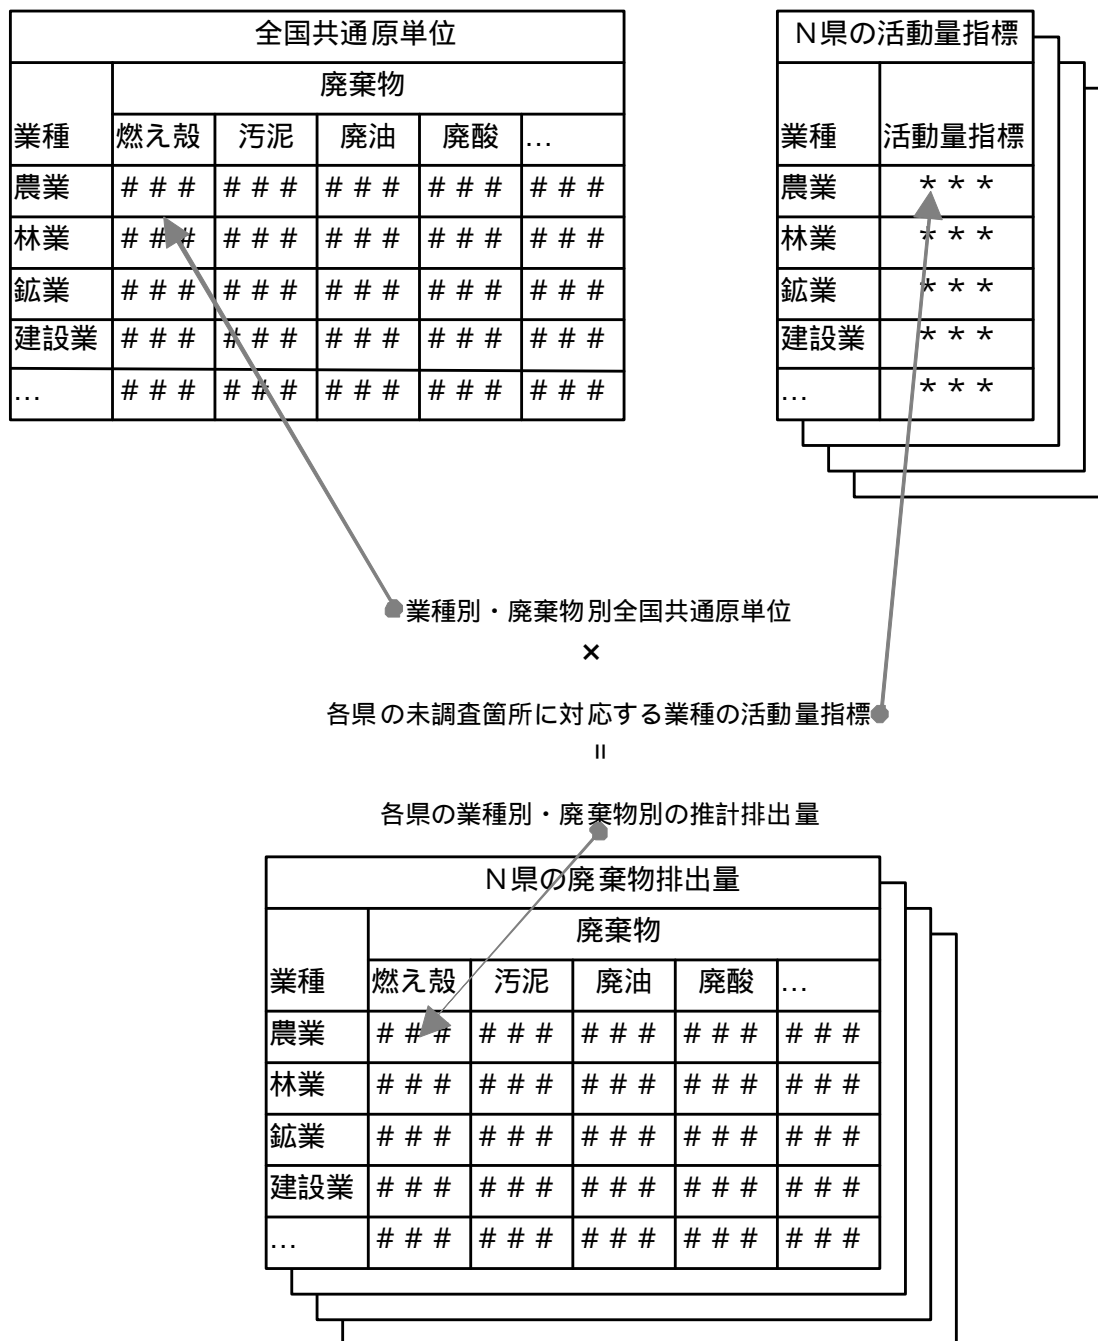 全国共通原単位
廃棄物
業種 燃え殻 汚泥 廃油 廃酸 …
農業 ＃＃＃ ＃＃＃ ＃＃＃ ＃＃＃ ＃＃＃
林業 ＃＃＃ ＃＃＃ ＃＃＃ ＃＃＃ ＃＃＃
鉱業 ＃＃＃ ＃＃＃ ＃＃＃ ＃＃＃ ＃＃＃
建設業 ＃＃＃ ＃＃＃ ＃＃＃ ＃＃＃ ＃＃＃
… ＃＃＃ ＃＃＃ ＃＃＃ ＃＃＃ ＃＃＃
Ｎ県の活動量指標
業種 活動量指標
農業 ＊＊＊
林業 ＊＊＊
鉱業 ＊＊＊
建設業 ＊＊＊
… ＊＊＊
業種別・廃棄物別全国共通原単位
×
各県の未調査箇所に対応する業種の活動量指標
＝
各県の業種別・廃棄物別の推計排出量
Ｎ県の廃棄物排出量
廃棄物
業種 燃え殻 汚泥 廃油 廃酸 …
農業 ＃＃＃ ＃＃＃ ＃＃＃ ＃＃＃ ＃＃＃
林業 ＃＃＃ ＃＃＃ ＃＃＃ ＃＃＃ ＃＃＃
鉱業 ＃＃＃ ＃＃＃ ＃＃＃ ＃＃＃ ＃＃＃
建設業 ＃＃＃ ＃＃＃ ＃＃＃ ＃＃＃ ＃＃＃
… ＃＃＃ ＃＃＃ ＃＃＃ ＃＃＃ ＃＃＃